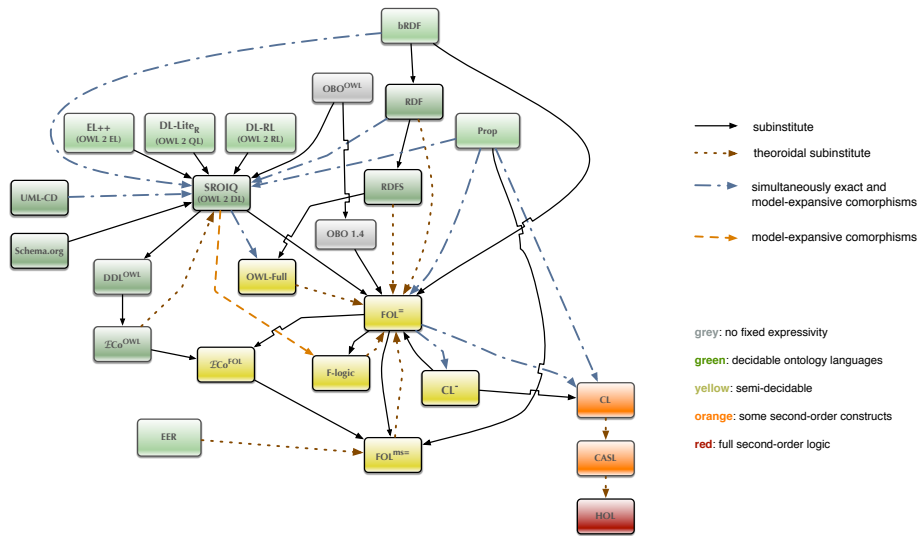 bRDF
OBO^OWL
RDF
EL++
(OWL 2 EL)
DL-Lite_R
(OWL 2 QL)
DL-RL
(OWL 2 RL)
Prop
subinstitute
theoroidal subinstitute
simultaneously exact and
model-expansive comorphisms
model-expansive comorphisms
UML-CD
SROIQ
(OWL 2 DL)
RDFS
Schema.org
OBO 1.4
DDL^OWL
OWL-Full
FOL^=
ℰCo^OWL
ℰCo^FOL
F-logic
CL^-
CL
EER
FOL^ms=
CASL
HOL
grey: no fixed expressivity
green: decidable ontology languages
yellow: semi-decidable
orange: some second-order constructs
red: full second-order logic